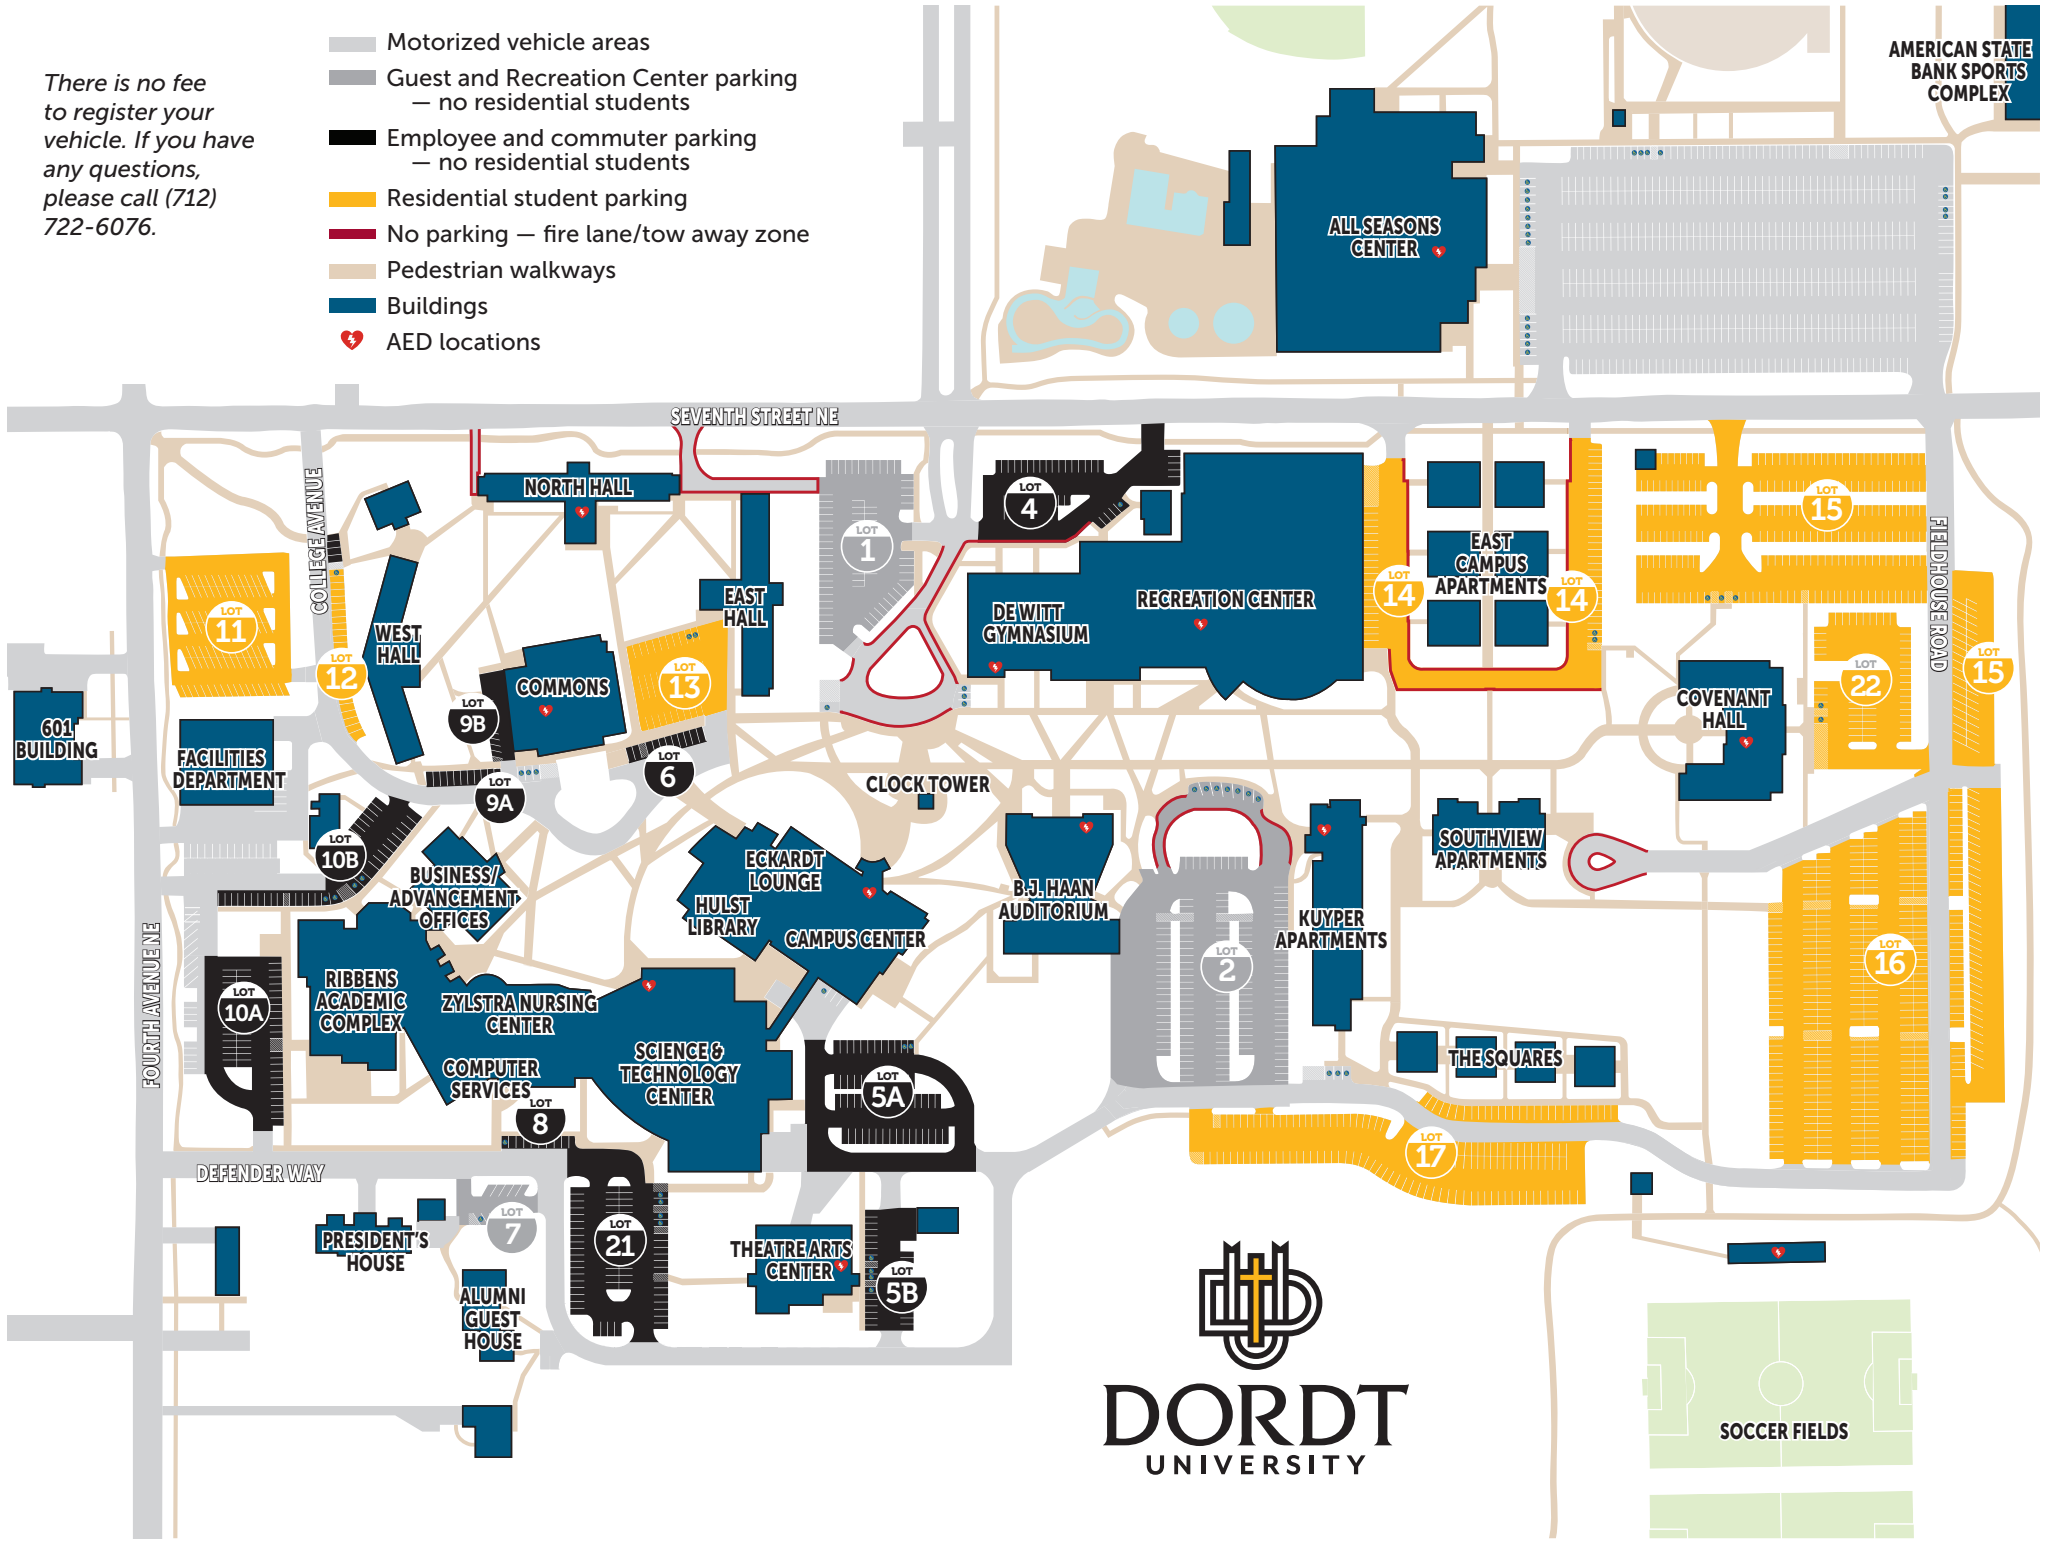 There is no fee
to register your
vehicle. If you have
any questions,
please call (712)
722-6076.
Motorized vehicle areas
Guest and Recreation Center parking
— no residential students
Employee and commuter parking
— no residential students
Residential student parking
No parking — fire lane/tow away zone
Pedestrian walkways
Buildings
AED locations
AMERICAN STATE
BANK SPORTS
COMPLEX
ALL SEASONS
CENTER
SEVENTH STREET NE
COLLEGE AVENUE
NORTH HALL
LOT
4
LOT
1
LOT
15
FIELDHOUSE ROAD
EAST
CAMPUS
APARTMENTS
LOT
14
LOT
14
LOT
11
WEST
HALL
EAST
HALL
DE WITT
GYMNASIUM
RECREATION CENTER
LOT
12
COMMONS
LOT
13
LOT
22
LOT
15
COVENANT
HALL
601
BUILDING
FACILITIES
DEPARTMENT
LOT
9B
LOT
9A
LOT
6
CLOCK TOWER
LOT
10B
BUSINESS/
ADVANCEMENT
OFFICES
ECKARDT
LOUNGE
HULST
LIBRARY
CAMPUS CENTER
B.J. HAAN
AUDITORIUM
SOUTHVIEW
APARTMENTS
KUYPER
APARTMENTS
LOT
2
LOT
16
FOURTH AVENUE NE
LOT
10A
RIBBENS
ACADEMIC
COMPLEX
ZYLSTRA NURSING
CENTER
COMPUTER
SERVICES
SCIENCE &
TECHNOLOGY
CENTER
LOT
5A
THE SQUARES
LOT
8
LOT
17
DEFENDER WAY
PRESIDENT'S
HOUSE
LOT
7
LOT
21
THEATRE ARTS
CENTER
LOT
5B
ALUMNI
GUEST
HOUSE
DORDT
UNIVERSITY
SOCCER FIELDS